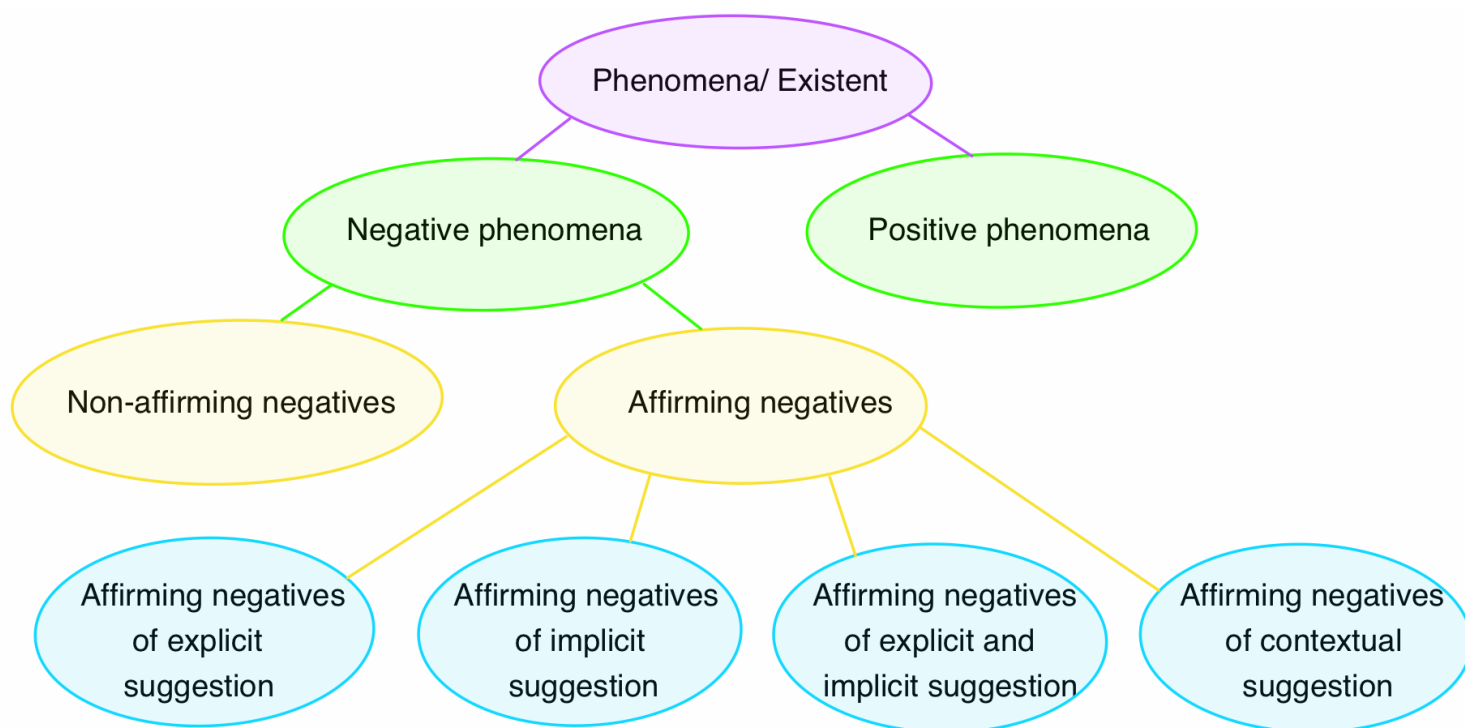 Phenomena/ Existent
Negative phenomena
Positive phenomena
Non-affirming negatives
Affirming negatives
Affirming negatives
of explicit
suggestion
Affirming negatives
of implicit
suggestion
Affirming negatives
of explicit and
implicit suggestion
Affirming negatives
of contextual
suggestion